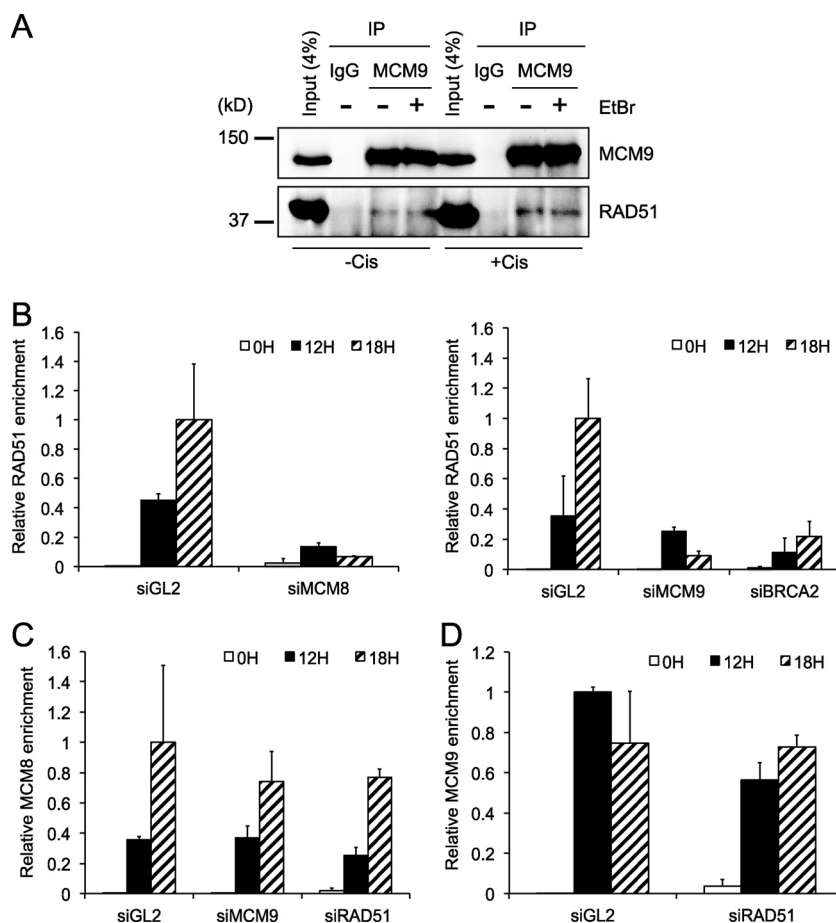 A
IP
IP
Input (4%)
IgG
MCM9
Input (4%)
IgG
MCM9
(kD)
- - + - - + EtBr
150
MCM9
37
RAD51
-Cis
+Cis
B
Relative RAD51 enrichment
1.6
1.4
1.2
1
0.8
0.6
0.4
0.2
0
0H 12H 18H
siGL2 siMCM8
Relative RAD51 enrichment
1.6
1.4
1.2
1
0.8
0.6
0.4
0.2
0
0H 12H 18H
siGL2 siMCM9 siBRCA2
C
Relative MCM8 enrichment
1.6
1.4
1.2
1
0.8
0.6
0.4
0.2
0
0H 12H 18H
siGL2 siMCM9 siRAD51
D
Relative MCM9 enrichment
1.2
1
0.8
0.6
0.4
0.2
0
0H 12H 18H
siGL2 siRAD51